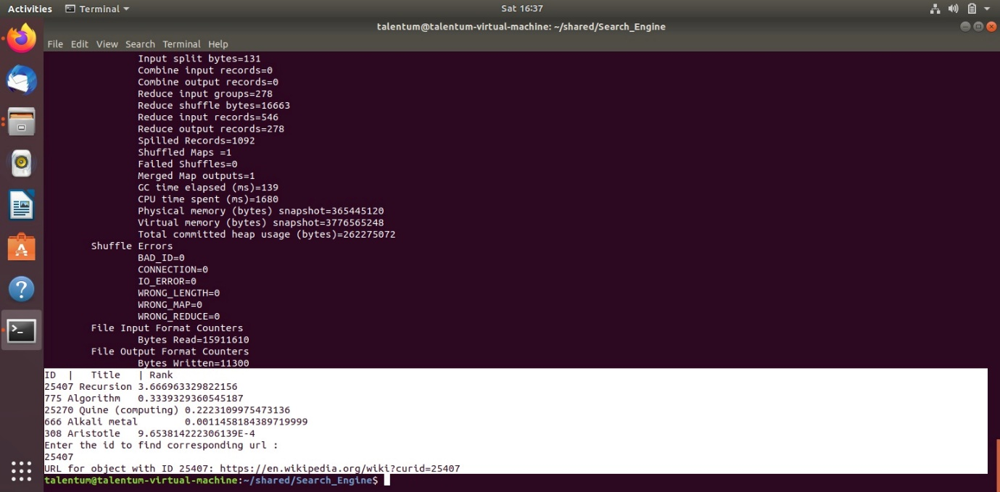 Activities Terminal Sat 16:37
talentum@talentum-virtual-machine: ~/shared/Search_Engine
File Edit View Search Terminal Help
Input split bytes=131
Combine input records=0
Combine output records=0
Reduce input groups=278
Reduce shuffle bytes=16663
Reduce input records=546
Reduce output records=278
Spilled Records=1092
Shuffled Maps =1
Failed Shuffles=0
Merged Map outputs=1
GC time elapsed (ms)=139
CPU time spent (ms)=1680
Physical memory (bytes) snapshot=365445120
Virtual memory (bytes) snapshot=3776565248
Total committed heap usage (bytes)=262275072
Shuffle Errors
BAD_ID=0
CONNECTION=0
IO_ERROR=0
WRONG_LENGTH=0
WRONG_MAP=0
WRONG_REDUCE=0
File Input Format Counters
Bytes Read=15911610
File Output Format Counters
Bytes Written=11300
ID | Title | Rank
25407 Recursion 3.666963329822156
775 Algorithm 0.3339329360545187
25270 Quine (computing) 0.2223109975473136
666 Alkali metal 0.0011458184389719999
308 Aristotle 9.653814222306139E-4
Enter the id to find corresponding url :
25407
URL for object with ID 25407: https://en.wikipedia.org/wiki?curid=25407
talentum@talentum-virtual-machine:~/shared/Search_Engine$